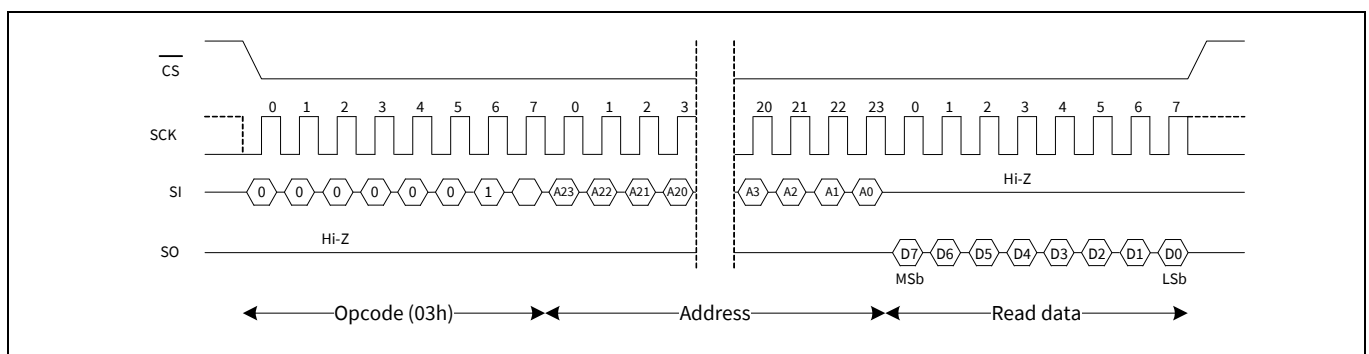 CS
0 1 2 3 4 5 6 7 0 1 2 3 20 21 22 23 0 1 2 3 4 5 6 7
SCK
SI 0 0 0 0 0 0 1 A23 A22 A21 A20 A3 A2 A1 A0 Hi-Z
SO Hi-Z D7 D6 D5 D4 D3 D2 D1 D0
MSb LSb
Opcode (03h) Address Read data